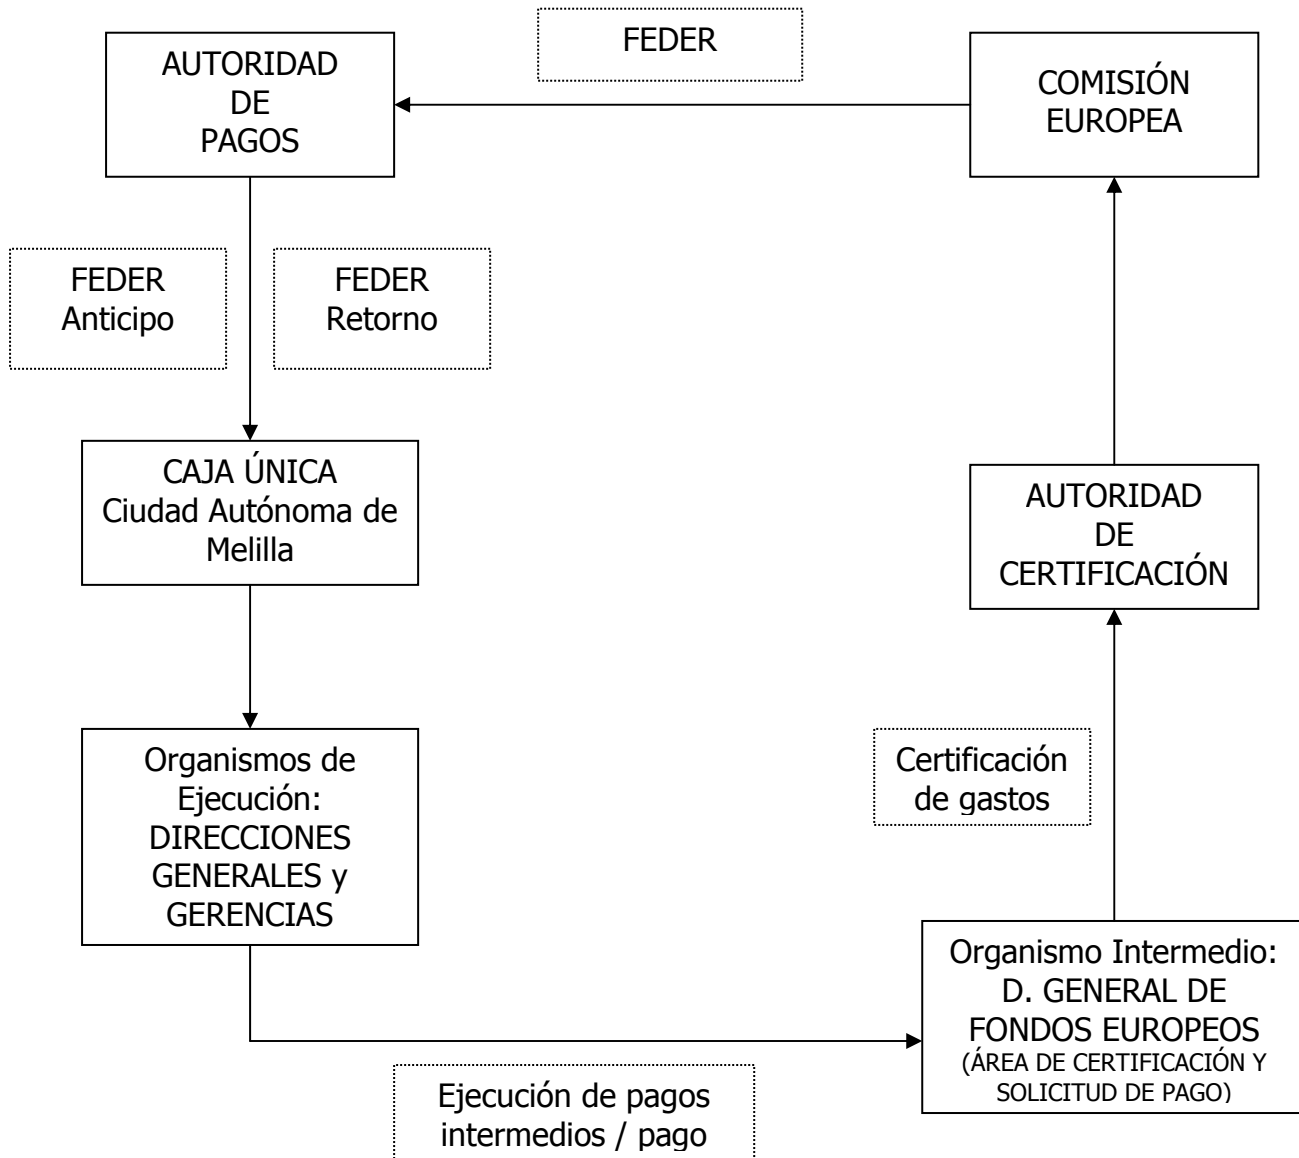 FEDER
AUTORIDAD
DE
PAGOS
COMISIÓN
EUROPEA
FEDER
Anticipo
FEDER
Retorno
CAJA ÚNICA
Ciudad Autónoma de
Melilla
AUTORIDAD
DE
CERTIFICACIÓN
Organismos de
Ejecución:
DIRECCIONES
GENERALES y
GERENCIAS
Certificación
de gastos
Organismo Intermedio:
D. GENERAL DE
FONDOS EUROPEOS
(ÁREA DE CERTIFICACIÓN Y
SOLICITUD DE PAGO)
Ejecución de pagos
intermedios / pago